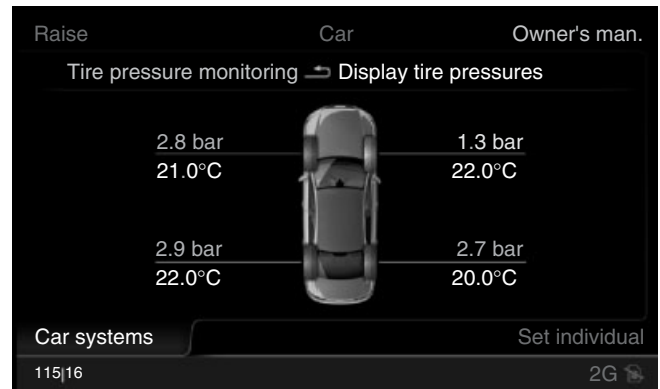 Raise Car Owner's man.
Tire pressure monitoring Display tire pressures
2.8 bar 1.3 bar
21.0°C 22.0°C
2.9 bar 2.7 bar
22.0°C 20.0°C
Car systems Set individual
115|16 2G